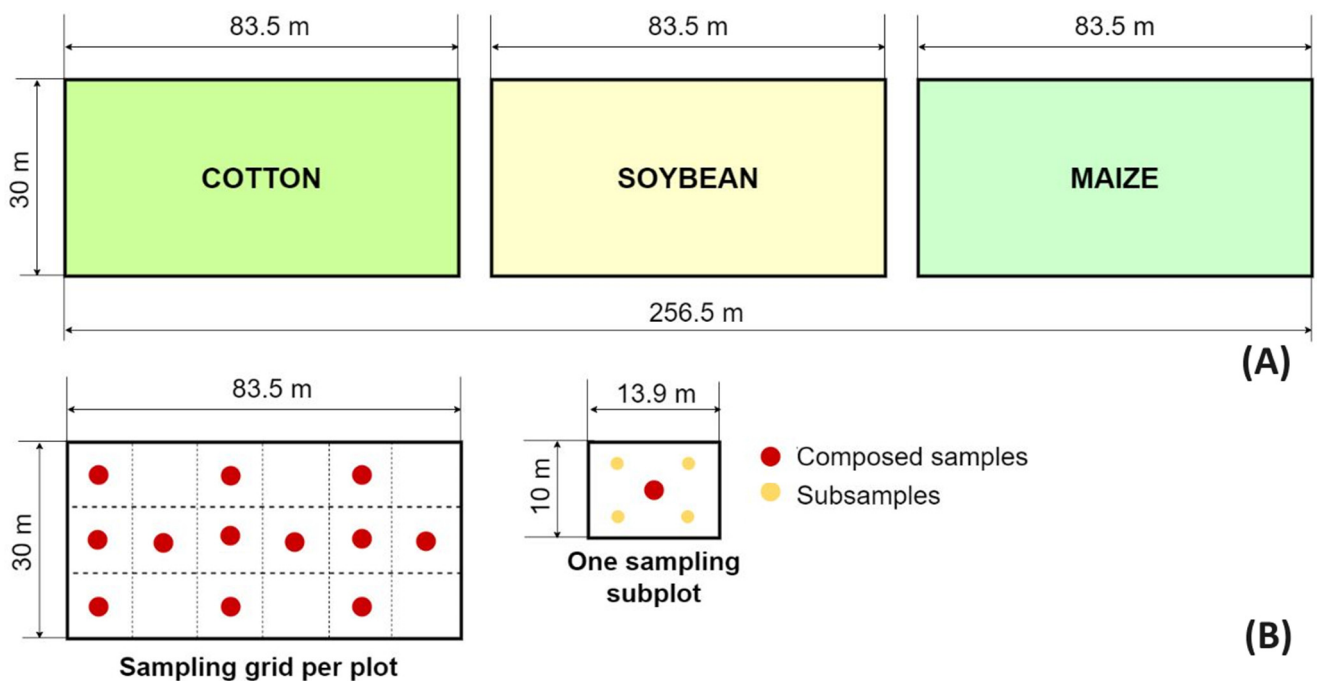 83.5 m 83.5 m 83.5 m
30 m COTTON SOYBEAN MAIZE
256.5 m
(A)
83.5 m 13.9 m
30 m
10 m
Composed samples
Subsamples
One sampling
subplot
Sampling grid per plot
(B)